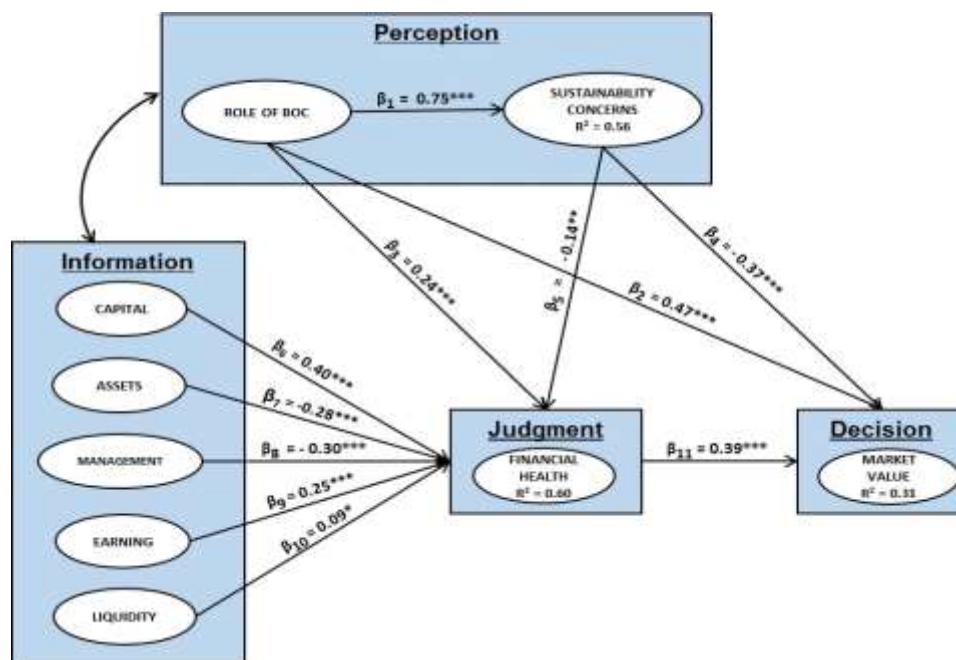 Perception
ROLE OF BOC
β₁ = 0.75***
SUSTAINABILITY
CONCERNS
R² = 0.56
β₃ = 0.24***
β₅ = -0.14**
β₂ = 0.47***
β₄ = -0.37***
Information
CAPITAL
ASSETS
MANAGEMENT
EARNING
LIQUIDITY
β₆ = 0.40***
β₇ = -0.28***
β₈ = - 0.30***
β₉ = 0.25***
β₁₀ = 0.09*
Judgment
FINANCIAL
HEALTH
R² = 0.60
β₁₁ = 0.39***
Decision
MARKET
VALUE
R² = 0.31